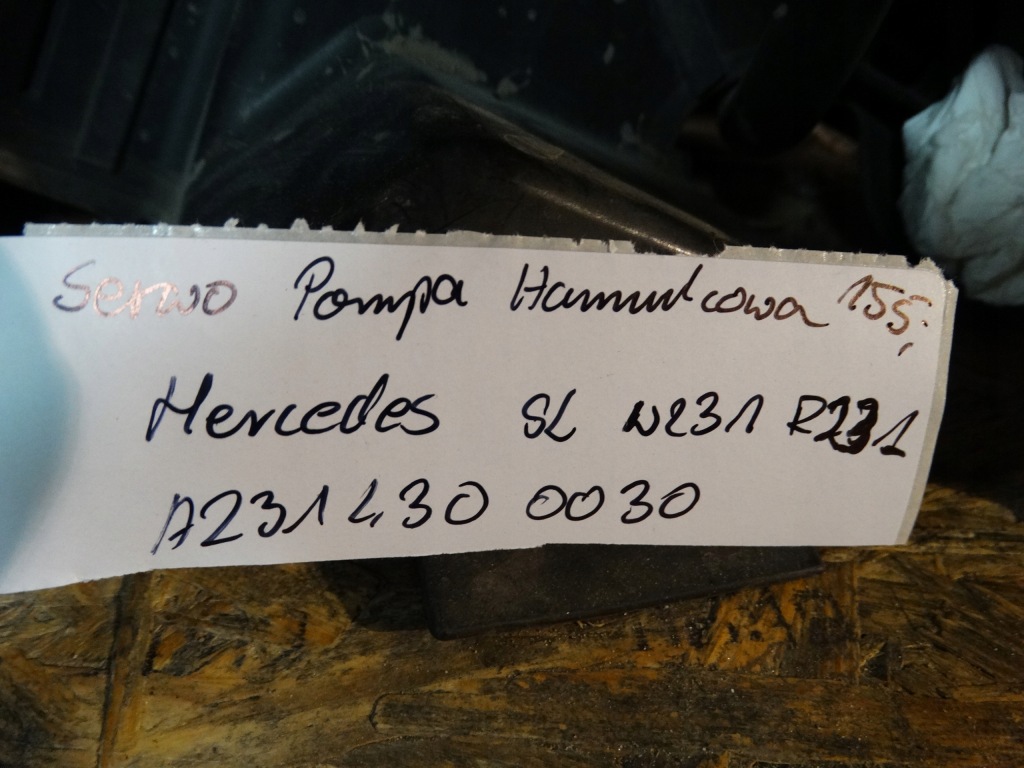 Serwo Pompa Hamulcowa 155,-
Mercedes SL W231 R231
A231 430 0030